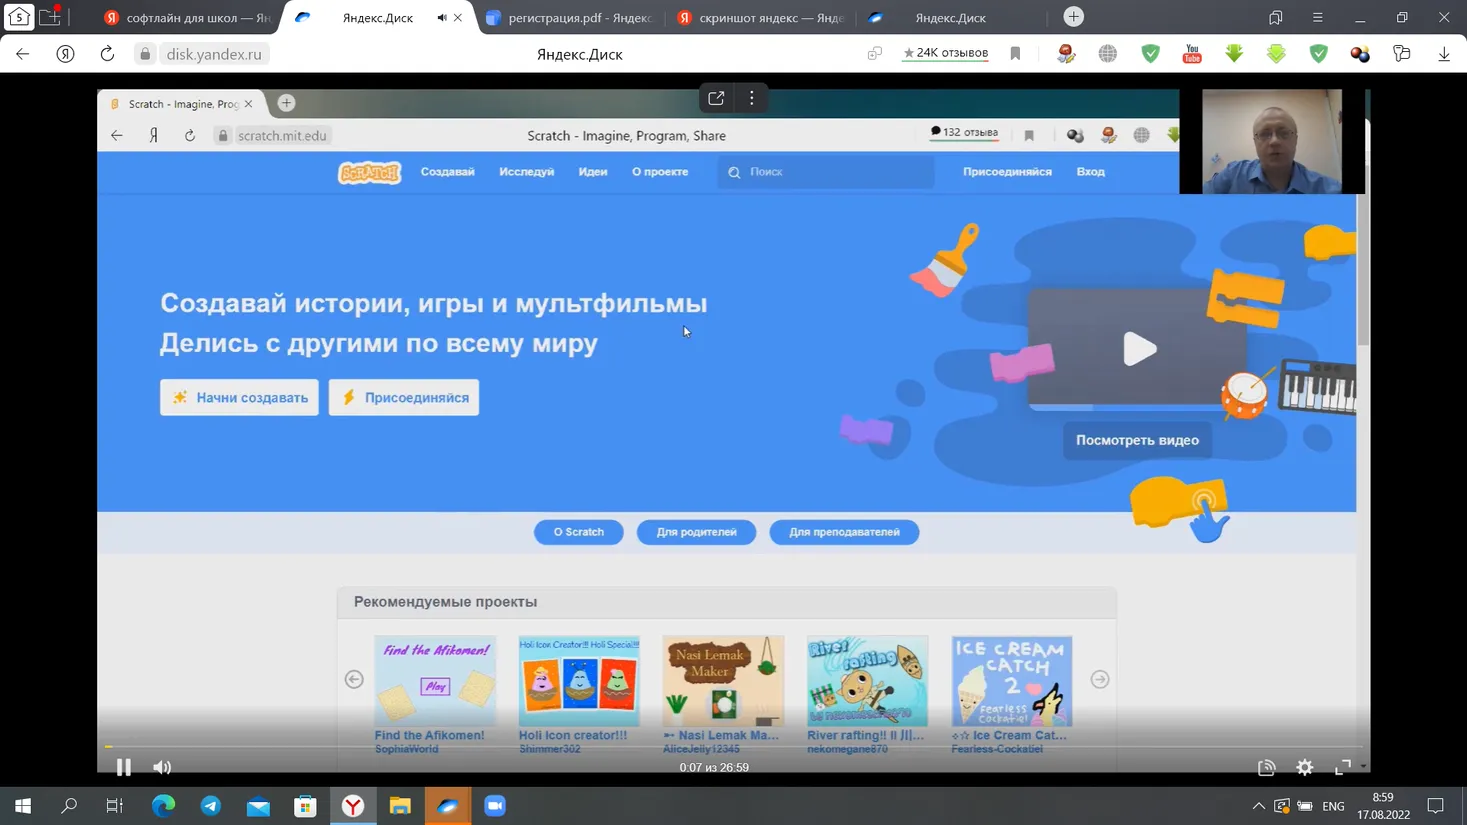 5
софтлайн для школ — Ян
Яндекс.Диск
регистрация.pdf - Яндекс
скриншот яндекс — Янде
Яндекс.Диск
disk.yandex.ru
Яндекс.Диск
24K отзывов
You
Tube
Scratch - Imagine, Prog
scratch.mit.edu
Scratch - Imagine, Program, Share
132 отзыва
SCRATCH
Создавай
Исследуй
Идеи
О проекте
Поиск
Присоединяйся
Вход
Создавай истории, игры и мультфильмы
Делись с другими по всему миру
Начни создавать
Присоединяйся
Посмотреть видео
О Scratch
Для родителей
Для преподавателей
Рекомендуемые проекты
Find the Afikomen!
Play
Holi Icon Creator!!! Holi Special!!!
Nasi Lemak
Maker
River
rafting
ICE CREAM
CATCH
2
Fearless
Cockatiel
Find the Afikomen!
Holi Icon creator!!!
➵ Nasi Lemak Ma...
River rafting!! II 川...
Ice Cream Cat...
SophiaWorld
Shimmer302
AliceJelly12345
nekomegane870
Fearless-Cockatiel
0:07 из 26:59
ENG
8:59
17.08.2022